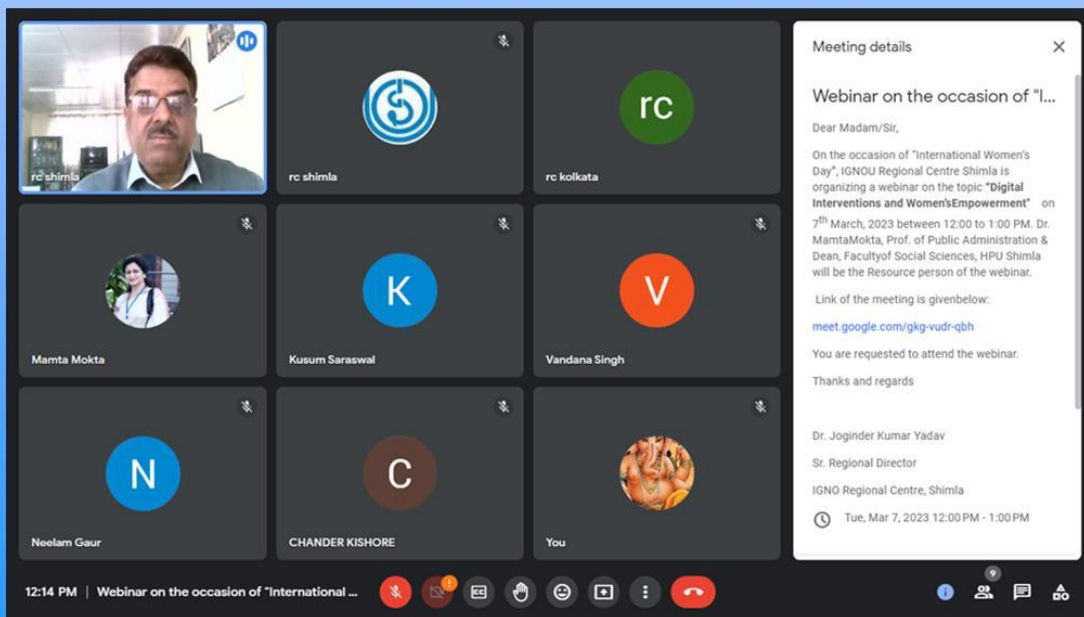 rc shimla
rc shimla
rc
rc kolkata
Mamta Mokta
K
Kusum Saraswal
V
Vandana Singh
N
Neelam Gaur
C
CHANDER KISHORE
You
Meeting details
Webinar on the occasion of "I...
Dear Madam/Sir,
On the occasion of "International Women's
Day", IGNOU Regional Centre Shimla is
organizing a webinar on the topic "Digital
Interventions and Women'sEmpowerment" on
7th March, 2023 between 12:00 to 1:00 PM. Dr.
MamtaMokta, Prof. of Public Administration &
Dean, Facultyof Social Sciences, HPU Shimla
will be the Resource person of the webinar.
Link of the meeting is givenbelow:
meet.google.com/gkg-vudr-qbh
You are requested to attend the webinar.
Thanks and regards
Dr. Joginder Kumar Yadav
Sr. Regional Director
IGNO Regional Centre, Shimla
Tue, Mar 7, 2023 12:00 PM - 1:00 PM
12:14 PM | Webinar on the occasion of "International ...
!
CC
9